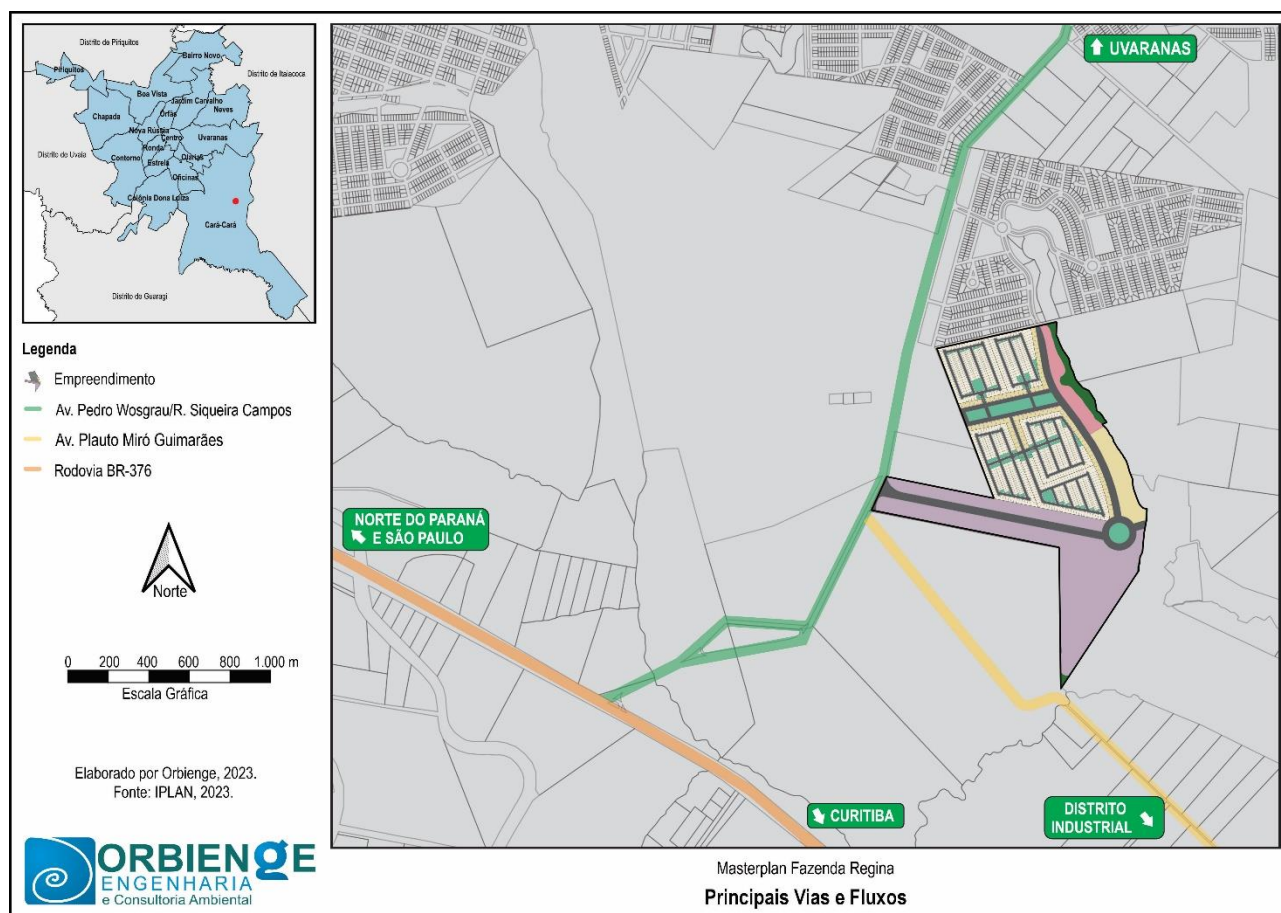 Distrito de Piriquitos
Bairro Novo
Distrito de Itaiacoca
Piriquitos
Boa Vista
Jardim Carvalho
Neves
Chapada
Órfãs
Nova Rússia
Centro
Uvaranas
Ronda
Distrito de Uvaia
Contorno
Estrela
Olarias
Oficinas
Colônia Dona Luiza
Cará-Cará
Distrito de Guaragi
Legenda
Empreendimento
Av. Pedro Wosgrau/R. Siqueira Campos
Av. Plauto Miró Guimarães
Rodovia BR-376
Norte
0 200 400 600 800 1.000 m
Escala Gráfica
Elaborado por Orbienge, 2023.
Fonte: IPLAN, 2023.
ORBIENGE
ENGENHARIA
e Consultoria Ambiental
UVARANAS
NORTE DO PARANÁ
E SÃO PAULO
CURITIBA
DISTRITO
INDUSTRIAL
Masterplan Fazenda Regina
Principais Vias e Fluxos